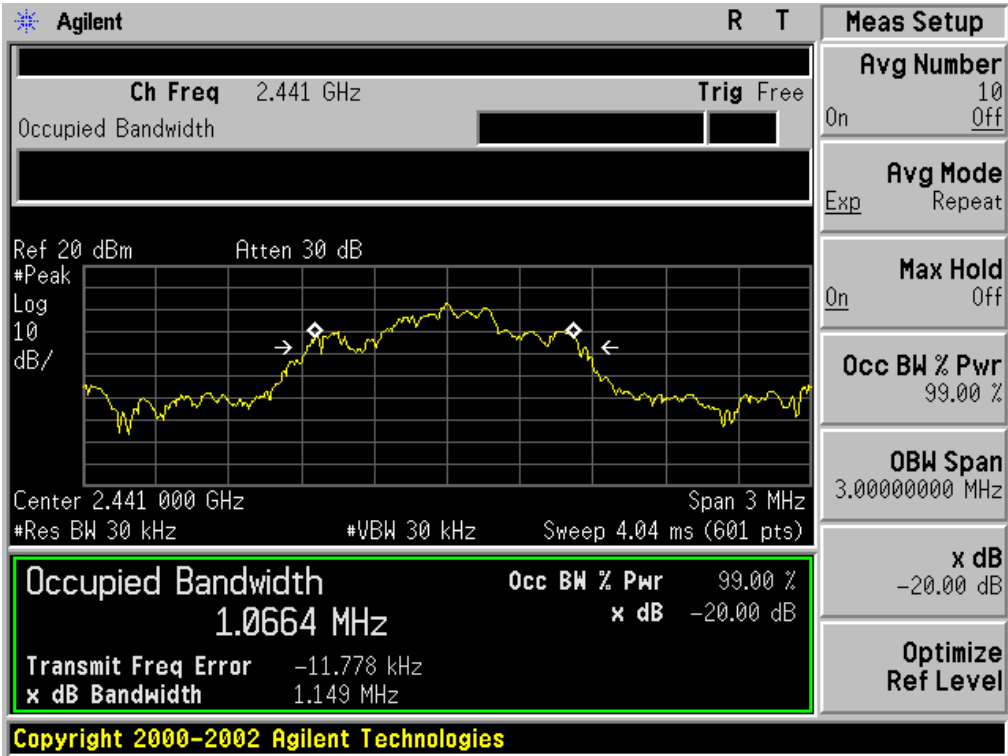 Agilent R T
Ch Freq 2.441 GHz Trig Free
Occupied Bandwidth
Ref 20 dBm Atten 30 dB
#Peak
Log
10
dB/
Center 2.441 000 GHz Span 3 MHz
#Res BW 30 kHz #VBW 30 kHz Sweep 4.04 ms (601 pts)
Occupied Bandwidth Occ BW % Pwr 99.00 %
1.0664 MHz x dB -20.00 dB
Transmit Freq Error -11.778 kHz
x dB Bandwidth 1.149 MHz
Copyright 2000-2002 Agilent Technologies
Meas Setup
Avg Number
10
On Off
Avg Mode
Exp Repeat
Max Hold
On Off
Occ BW % Pwr
99.00 %
OBW Span
3.00000000 MHz
x dB
-20.00 dB
Optimize
Ref Level